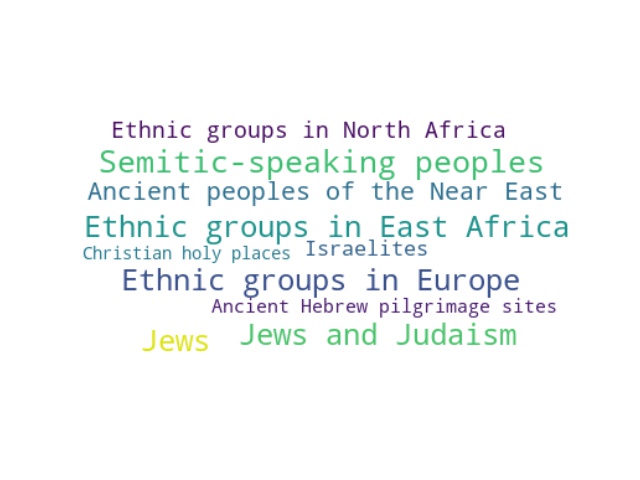 Ethnic groups in North Africa
Semitic-speaking peoples
Ancient peoples of the Near East
Ethnic groups in East Africa
Christian holy places
Israelites
Ethnic groups in Europe
Ancient Hebrew pilgrimage sites
Jews
Jews and Judaism